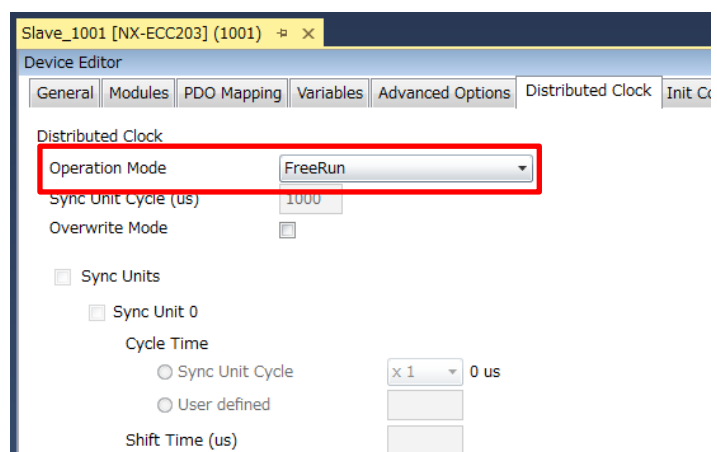 Slave_1001 [NX-ECC203] (1001)
Device Editor
General Modules PDO Mapping Variables Advanced Options Distributed Clock Init
Distributed Clock
Operation Mode FreeRun
Sync Unit Cycle (us) 1000
Overwrite Mode
Sync Units
Sync Unit 0
Cycle Time
Sync Unit Cycle x 1 0 us
User defined
Shift Time (us)